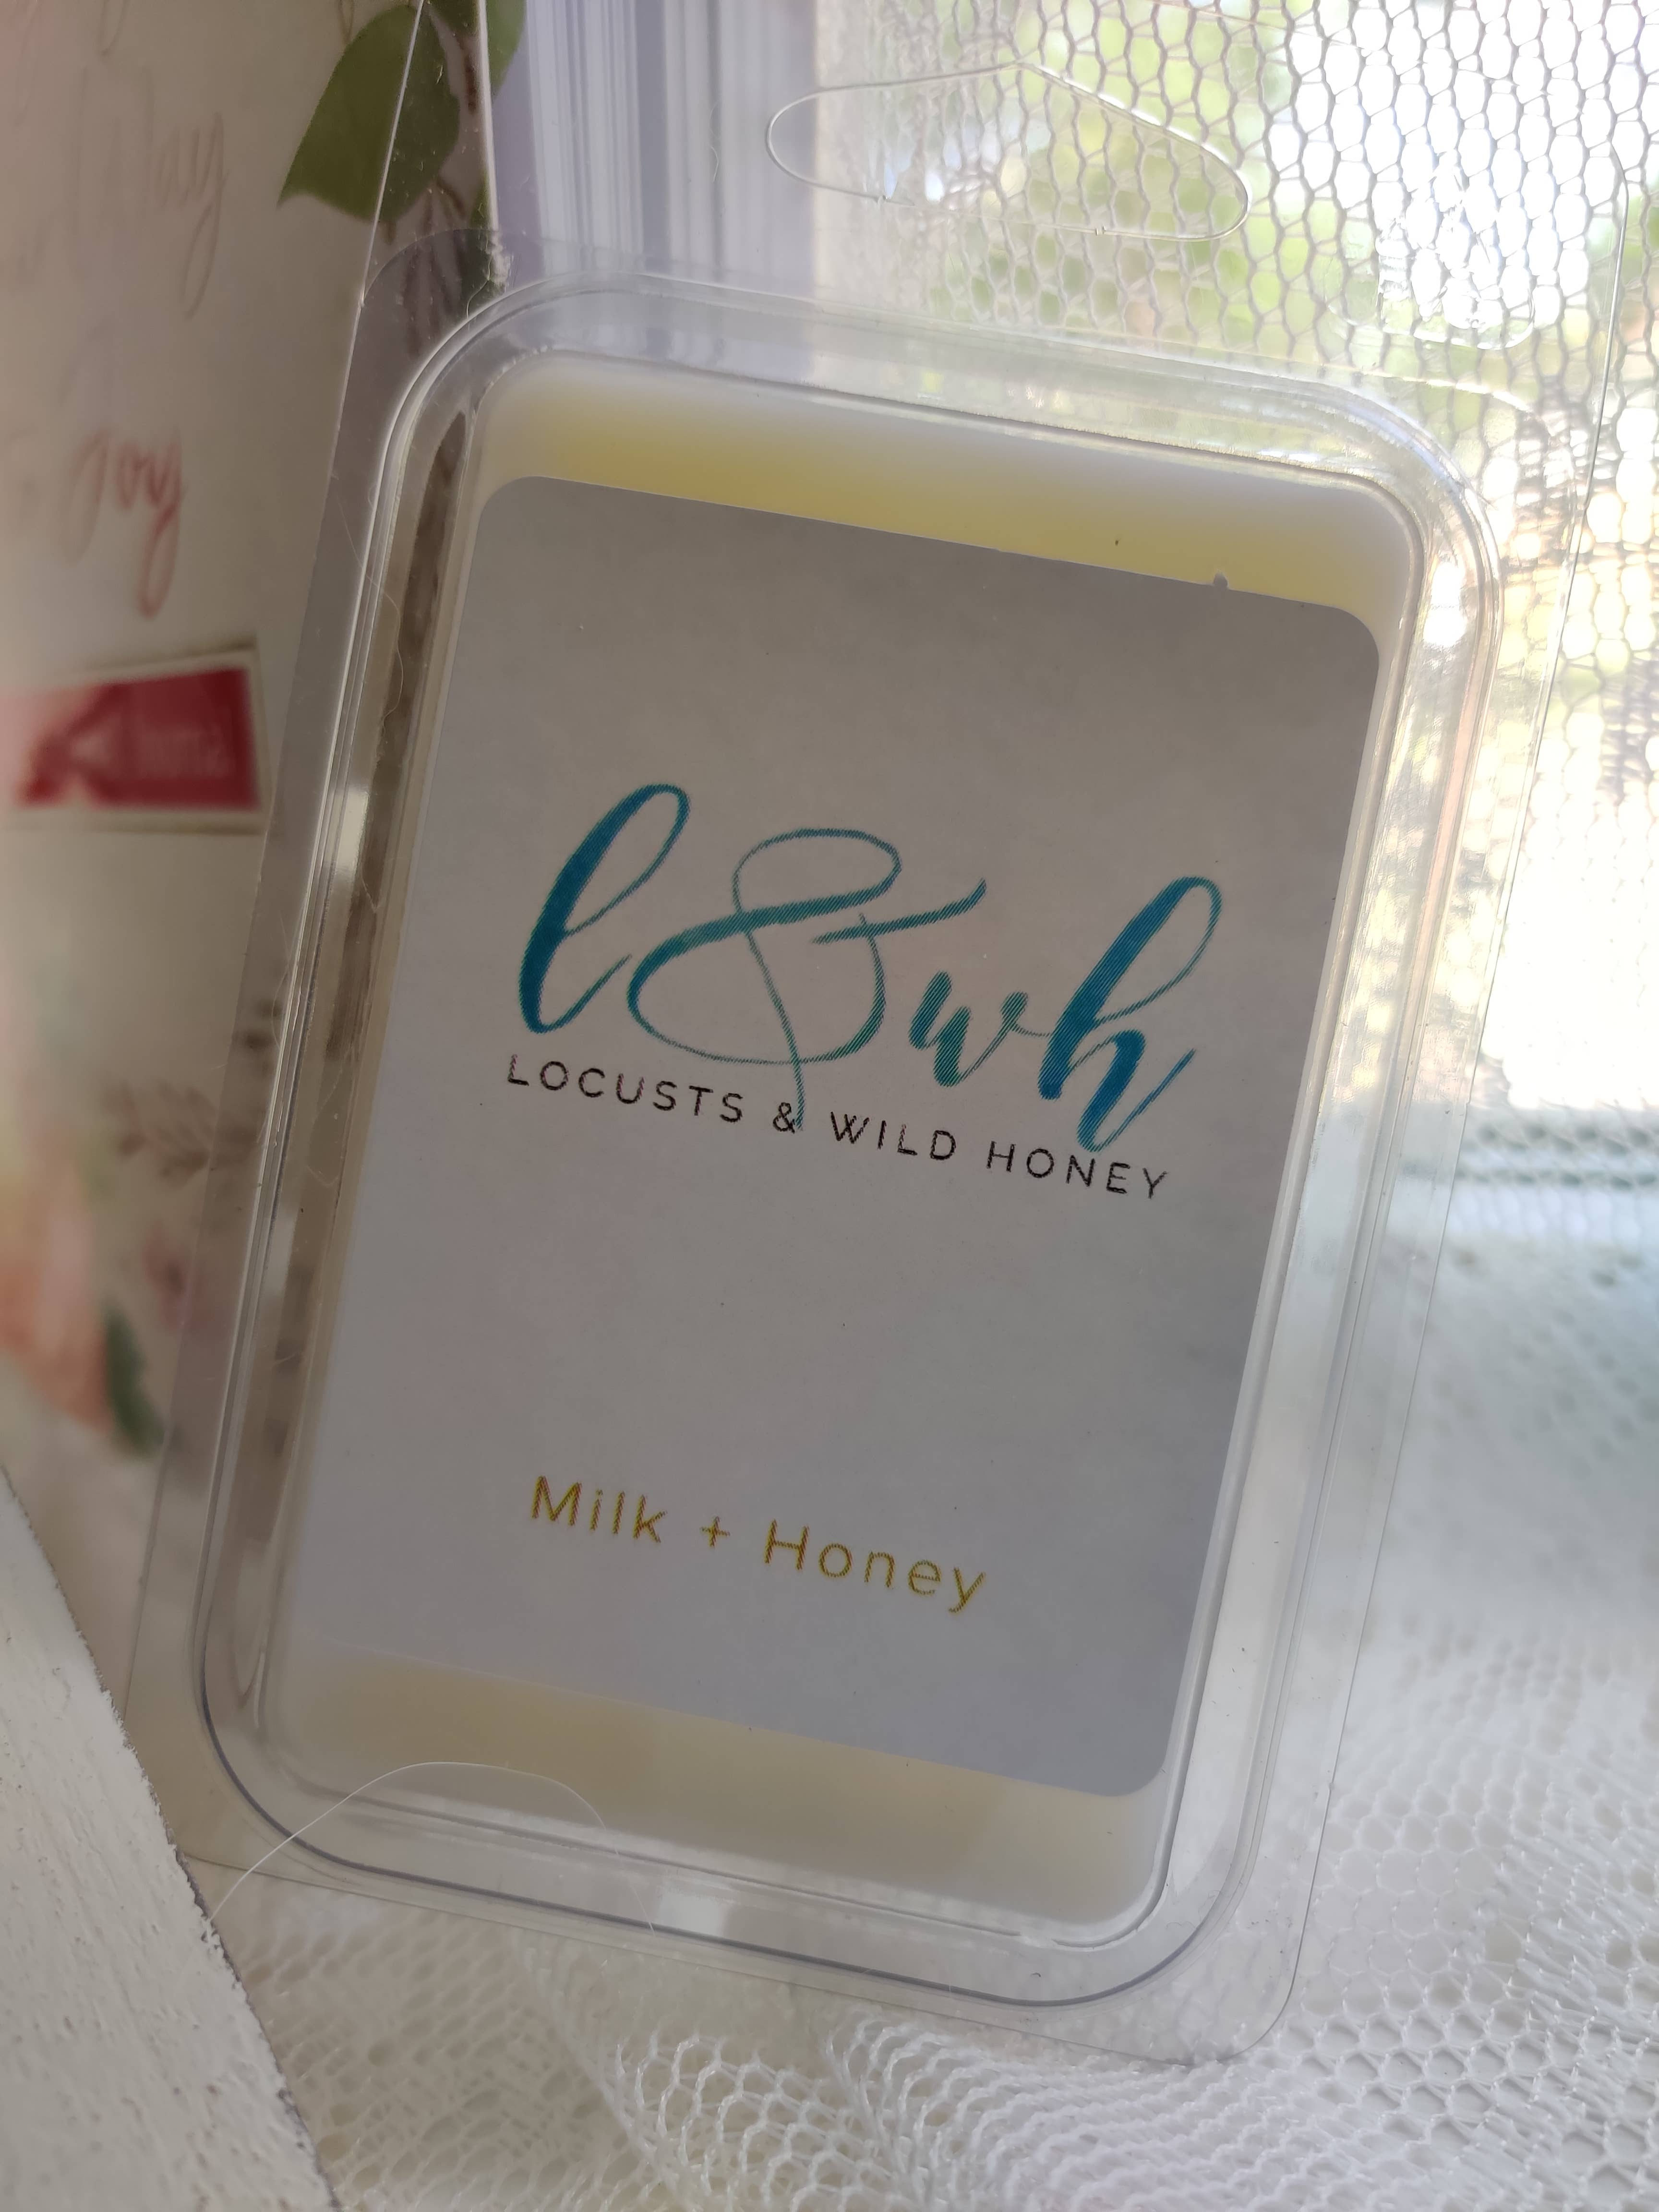 joy
l&wh
LOCUSTS & WILD HONEY
Milk + Honey